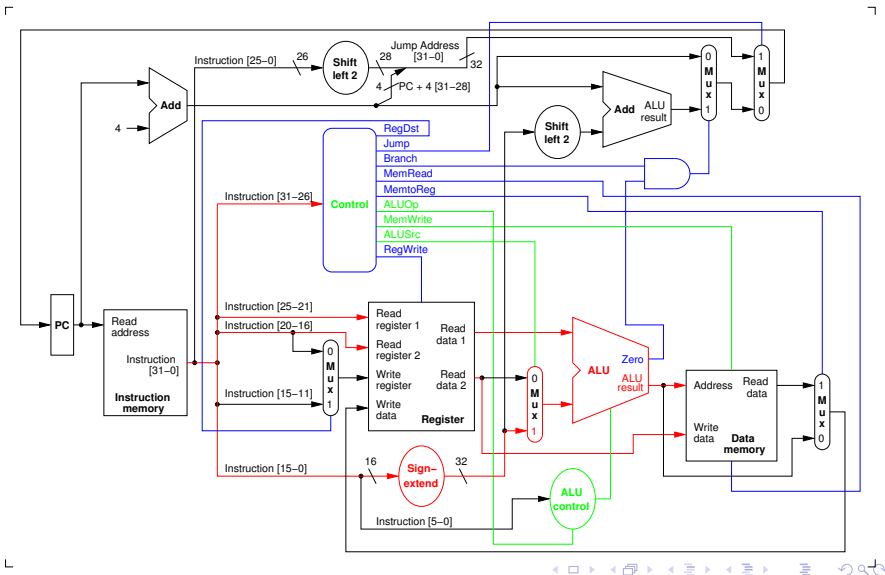 Jump Address
[31−0]
Instruction [25−0]
26
Shift
left 2
28
32
4
PC + 4 [31−28]
Add
4
0
M
u
x
1
1
M
u
x
0
Add
ALU
result
Shift
left 2
RegDst
Jump
Branch
MemRead
MemtoReg
ALUOp
MemWrite
ALUSrc
RegWrite
Control
Instruction [31−26]
Instruction [25−21]
Instruction [20−16]
Instruction [15−11]
Instruction [15−0]
PC
Read
address
Instruction
[31−0]
Instruction
memory
0
M
u
x
1
Read
register 1
Read
register 2
Write
register
Write
data
Read
data 1
Read
data 2
Register
0
M
u
x
1
Zero
ALU
ALU
result
Address
Read
data
Write
data
Data
memory
1
M
u
x
0
16
Sign−
extend
32
ALU
control
Instruction [5−0]